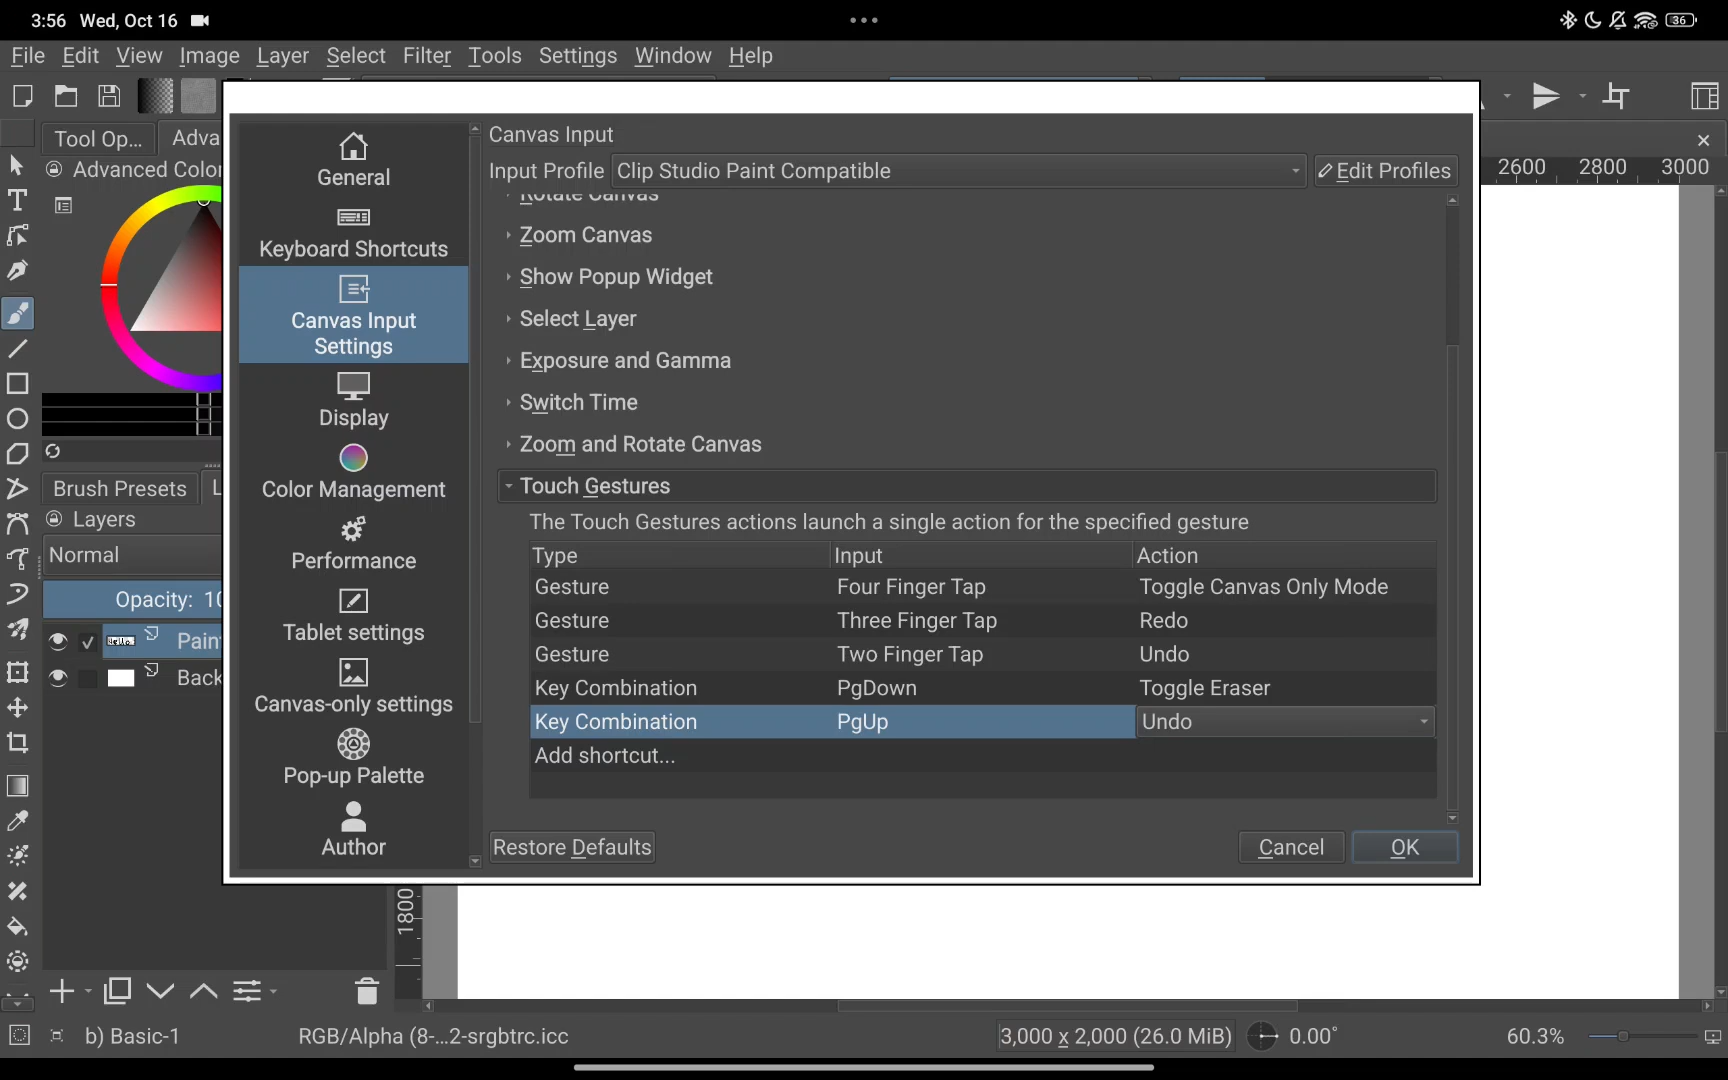 3:56 Wed, Oct 16
36
File Edit View Image Layer Select Filter Tools Settings Window Help
Tool Op... Adva
Advanced Color
2600 2800 3000
Canvas Input
Input Profile Clip Studio Paint Compatible Edit Profiles
General
Keyboard Shortcuts
Canvas Input
Settings
Display
Color Management
Performance
Tablet settings
Canvas-only settings
Pop-up Palette
Author
Rotate Canvas
Zoom Canvas
Show Popup Widget
Select Layer
Exposure and Gamma
Switch Time
Zoom and Rotate Canvas
Touch Gestures
The Touch Gestures actions launch a single action for the specified gesture
Type Input Action
Gesture Four Finger Tap Toggle Canvas Only Mode
Gesture Three Finger Tap Redo
Gesture Two Finger Tap Undo
Key Combination PgDown Toggle Eraser
Key Combination PgUp Undo
Add shortcut...
Restore Defaults Cancel OK
Brush Presets L
Layers
Normal
Opacity: 10
Pain
Back
1800
b) Basic-1 RGB/Alpha (8-...2-srgbtrc.icc 3,000 x 2,000 (26.0 MiB) 0.00° 60.3%